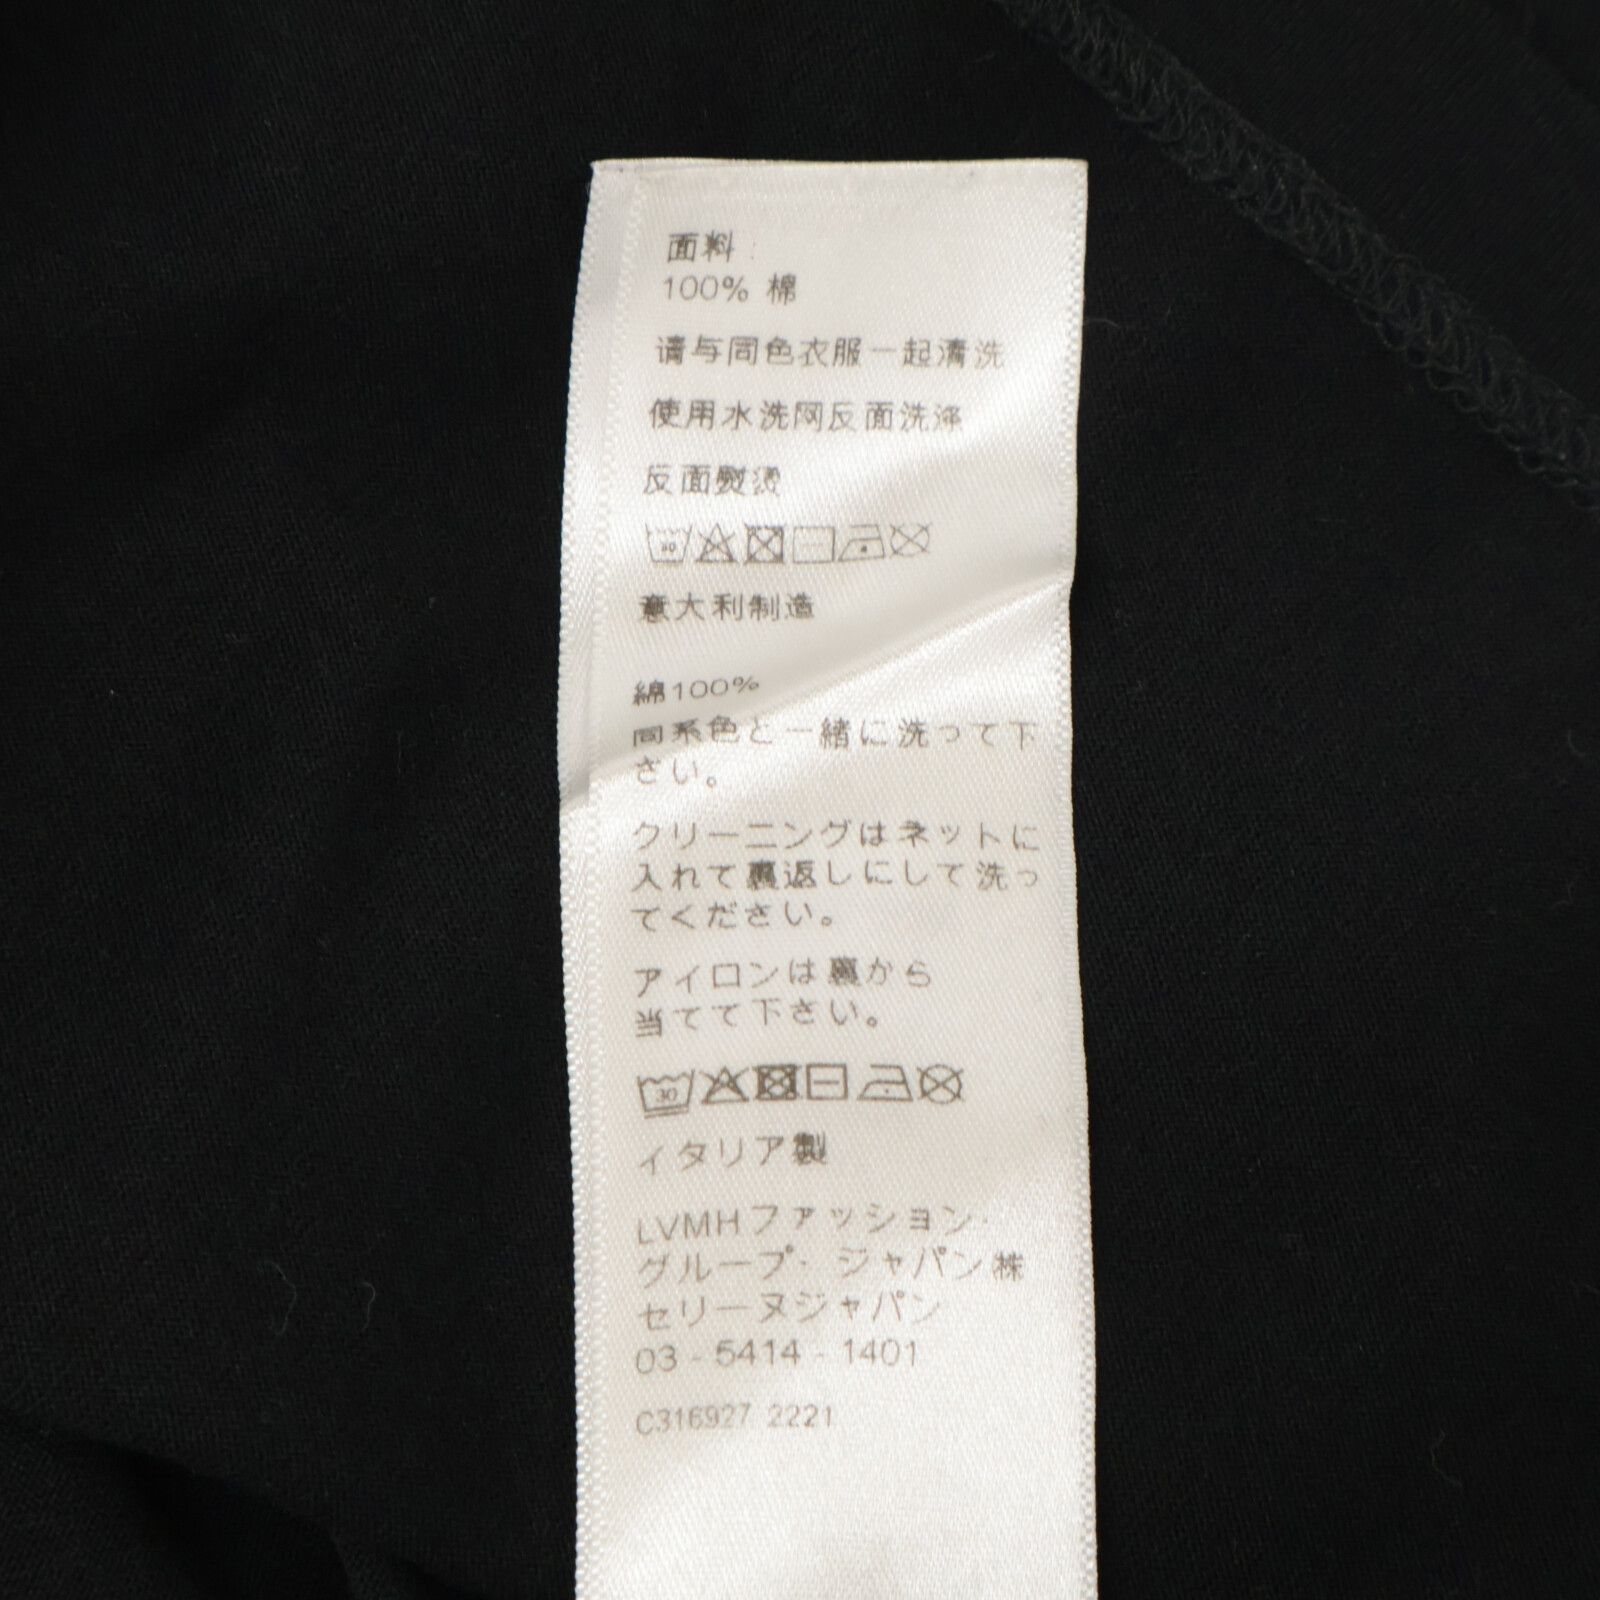 面料:
100% 棉
请与同色衣服一起清洗
使用水洗网反面洗涤
反面熨烫
30
意大利制造
綿100%
同系色と一緒に洗って下
さい。
クリーニングはネットに
入れて裏返しにして洗っ
てください。
アイロンは裏から
当てて下さい。
30
イタリア製
LVMHファッション・
グループ・ジャパン株
セリーヌジャパン
03 - 5414 - 1401
C316927 2221